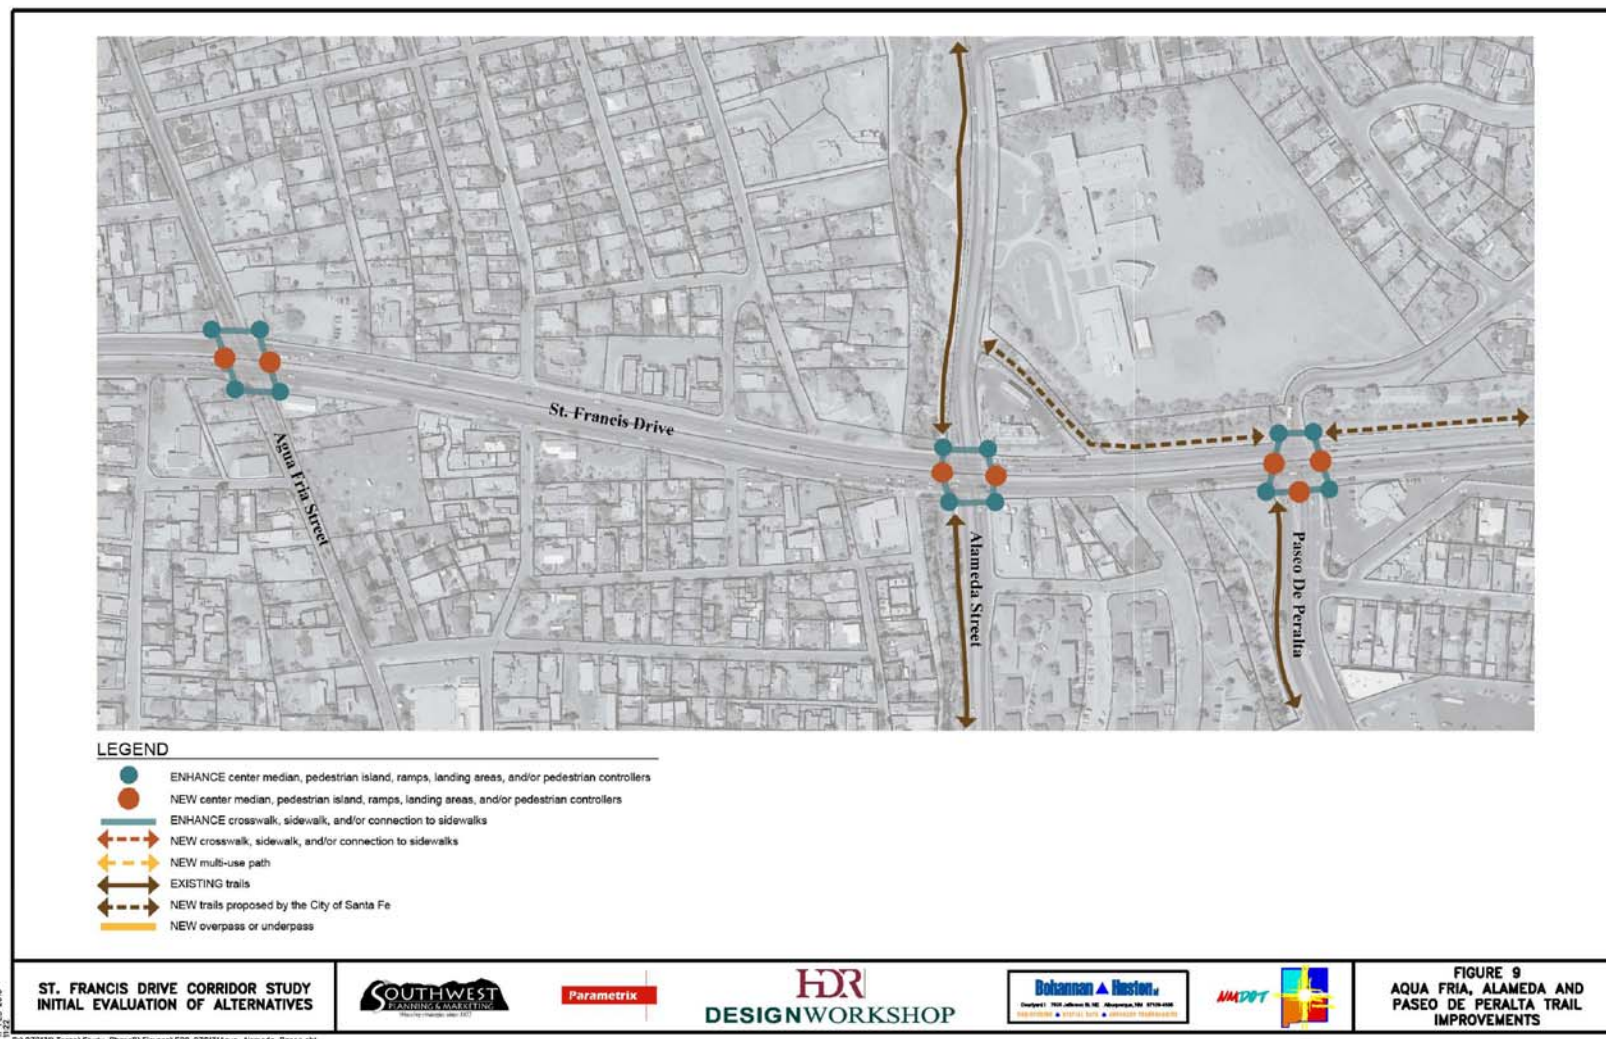 St. Francis Drive
Agua Fria Street
Alameda Street
Paseo De Peralta
LEGEND
ENHANCE center median, pedestrian island, ramps, landing areas, and/or pedestrian controllers
NEW center median, pedestrian island, ramps, landing areas, and/or pedestrian controllers
ENHANCE crosswalk, sidewalk, and/or connection to sidewalks
NEW crosswalk, sidewalk, and/or connection to sidewalks
NEW multi-use path
EXISTING trails
NEW trails proposed by the City of Santa Fe
NEW overpass or underpass
ST. FRANCIS DRIVE CORRIDOR STUDY
INITIAL EVALUATION OF ALTERNATIVES
SOUTHWEST
PLANNING & MARKETING
Parametrix
HDR
DESIGNWORKSHOP
Bohannan Huston
NMDOT
FIGURE 9
AQUA FRIA, ALAMEDA AND
PASEO DE PERALTA TRAIL
IMPROVEMENTS